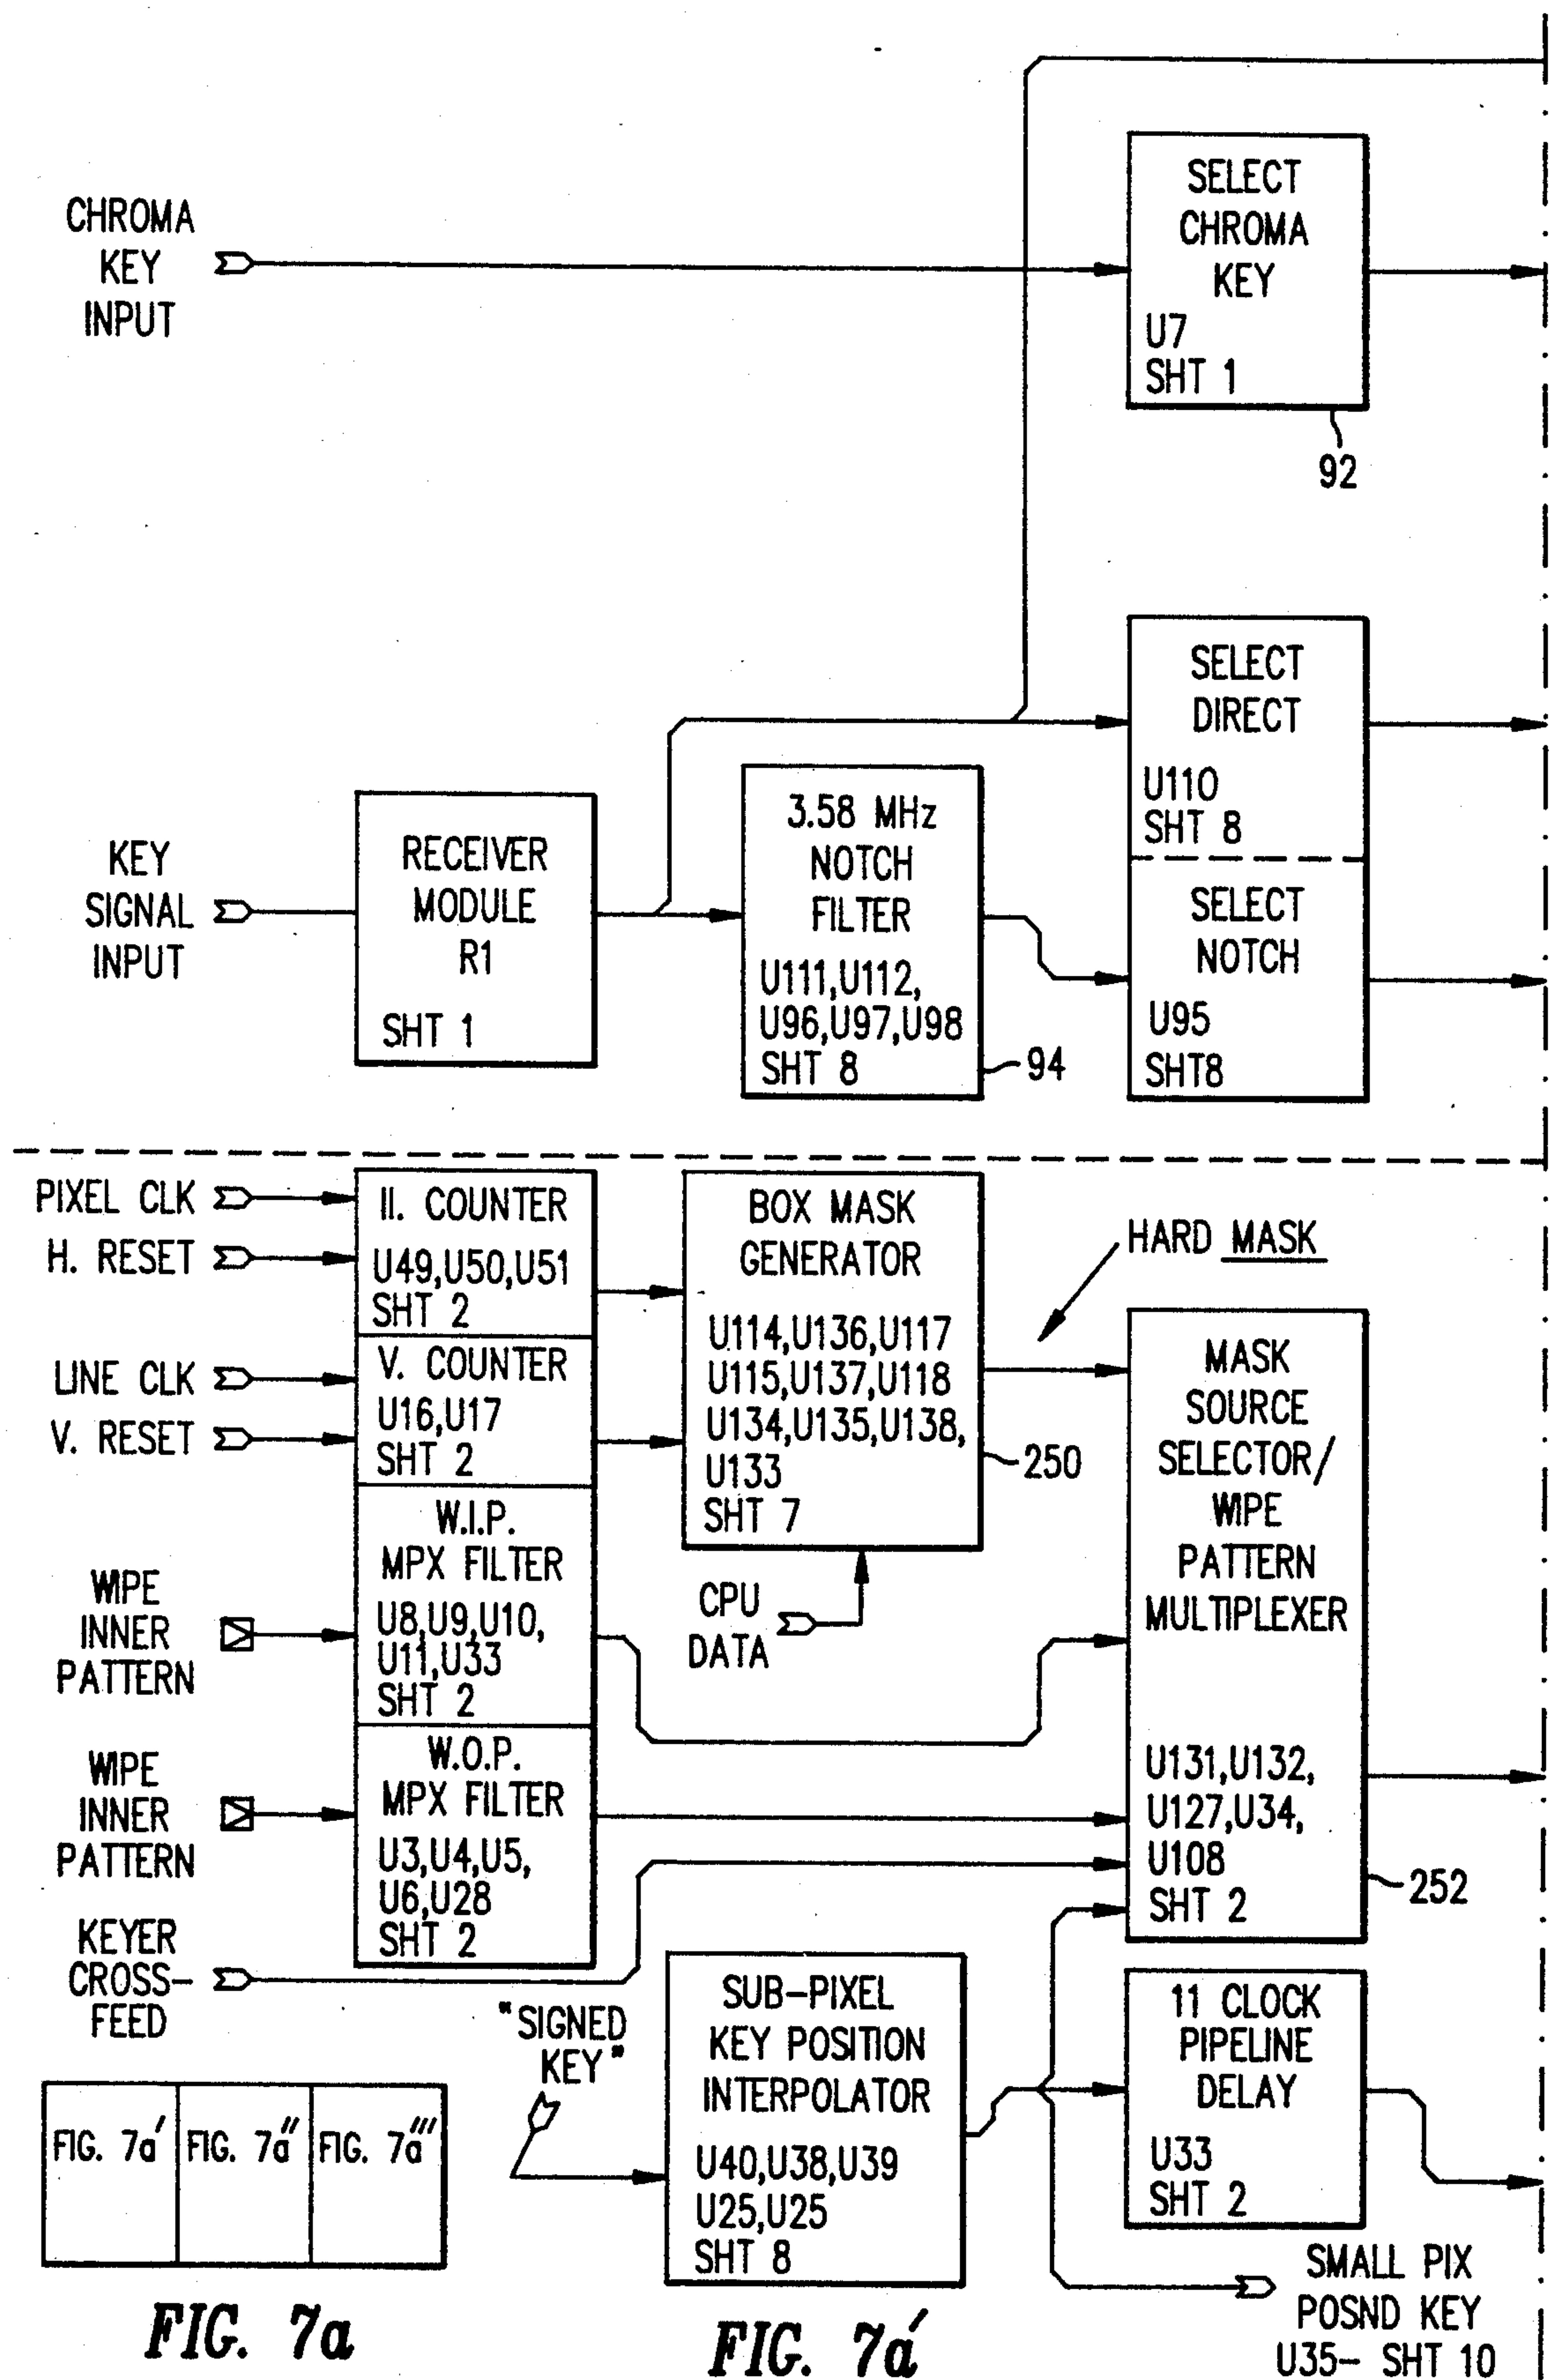 CHROMA
KEY
INPUT
SELECT
CHROMA
KEY
U7
SHT 1
92
KEY
SIGNAL
INPUT
RECEIVER
MODULE
R1
SHT 1
3.58 MHz
NOTCH
FILTER
U111,U112,
U96,U97,U98
SHT 8
94
SELECT
DIRECT
U110
SHT 8
SELECT
NOTCH
U95
SHT8
PIXEL CLK
H. RESET
LINE CLK
V. RESET
II. COUNTER
U49,U50,U51
SHT 2
V. COUNTER
U16,U17
SHT 2
W.I.P.
MPX FILTER
U8,U9,U10,
U11,U33
SHT 2
W.O.P.
MPX FILTER
U3,U4,U5,
U6,U28
SHT 2
WIPE
INNER
PATTERN
WIPE
INNER
PATTERN
KEYER
CROSS-
FEED
BOX MASK
GENERATOR
U114,U136,U117
U115,U137,U118
U134,U135,U138,
U133
SHT 7
250
CPU
DATA
HARD MASK
MASK
SOURCE
SELECTOR/
WIPE
PATTERN
MULTIPLEXER
U131,U132,
U127,U34,
U108
SHT 2
252
"SIGNED
KEY"
SUB-PIXEL
KEY POSITION
INTERPOLATOR
U40,U38,U39
U25,U25
SHT 8
11 CLOCK
PIPELINE
DELAY
U33
SHT 2
SMALL PIX
POSND KEY
U35- SHT 10
FIG. 7a′
FIG. 7a″
FIG. 7a‴
FIG. 7a
FIG. 7a′